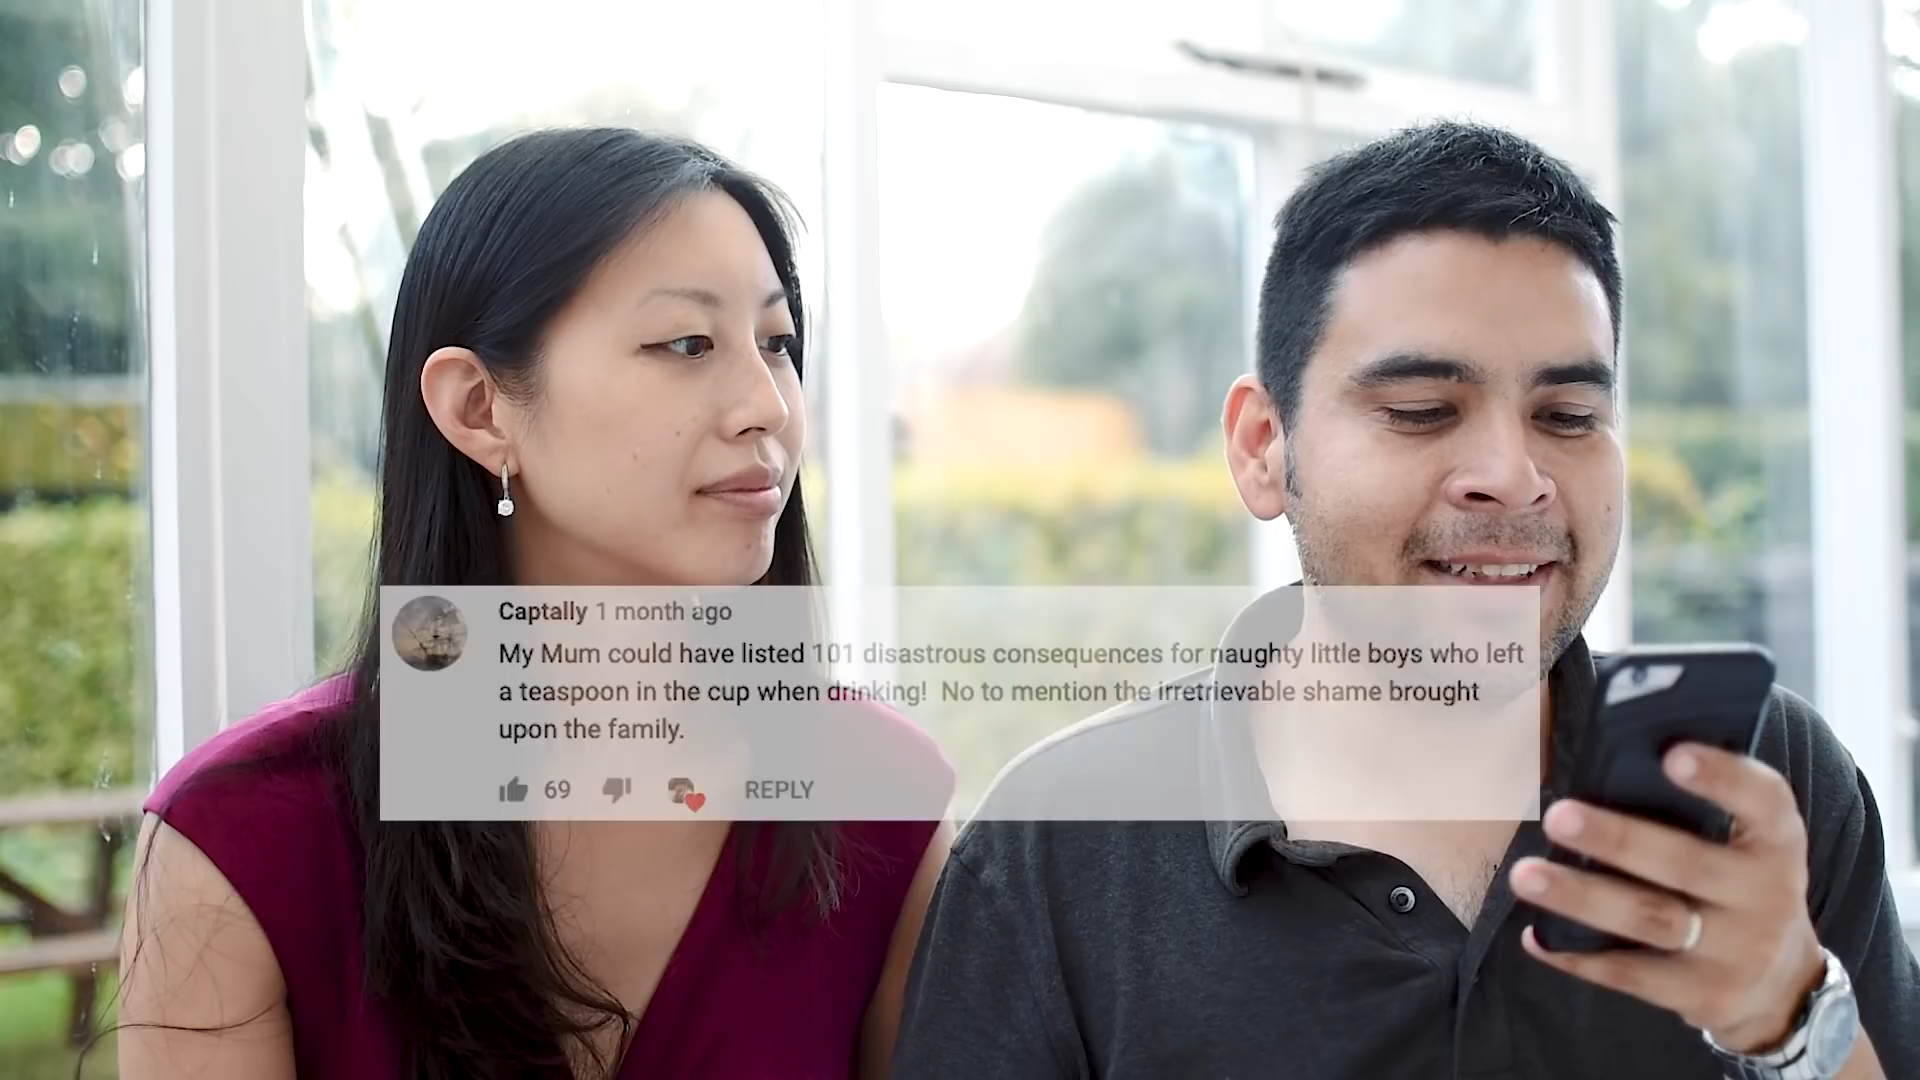 Captally 1 month ago
My Mum could have listed 101 disastrous consequences for naughty little boys who left
a teaspoon in the cup when drinking!  No to mention the irretrievable shame brought
upon the family.
69 REPLY